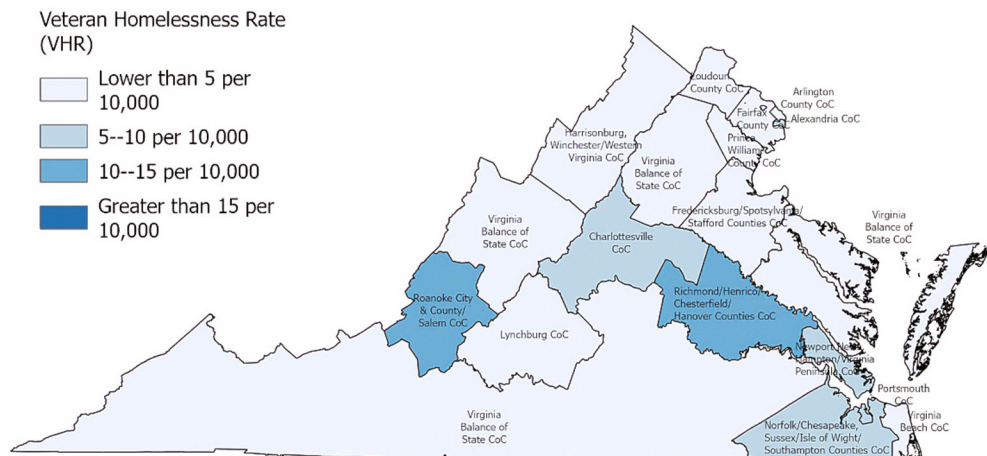 Veteran Homelessness Rate
(VHR)
Lower than 5 per
10,000
5--10 per 10,000
10--15 per 10,000
Greater than 15 per
10,000
Loudoun
County CoC
Arlington
County CoC
Fairfax
County CoC
Alexandria CoC
Prince
William
County CoC
Harrisonburg,
Winchester/Western
Virginia CoC
Virginia
Balance of
State CoC
Fredericksburg/Spotsylvania/
Stafford Counties CoC
Virginia
Balance of
State CoC
Virginia
Balance of
State CoC
Charlottesville
CoC
Roanoke City
& County/
Salem CoC
Richmond/Henrico/
Chesterfield/
Hanover Counties CoC
Lynchburg CoC
Newport News/
Hampton/Virginia
Peninsula CoC
Portsmouth
CoC
Virginia
Beach CoC
Virginia
Balance of
State CoC
Norfolk/Chesapeake,
Sussex/Isle of Wight/
Southampton Counties CoC